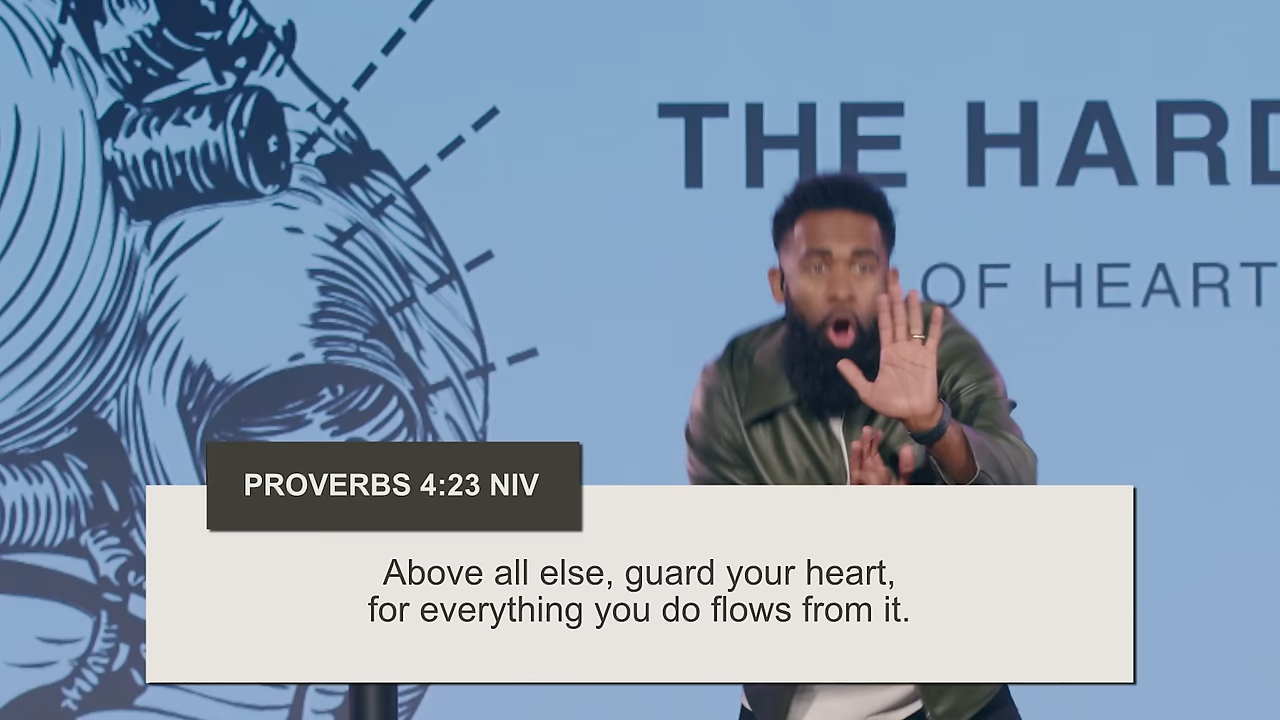 THE HARD
OF HEART
PROVERBS 4:23 NIV
Above all else, guard your heart,
for everything you do flows from it.